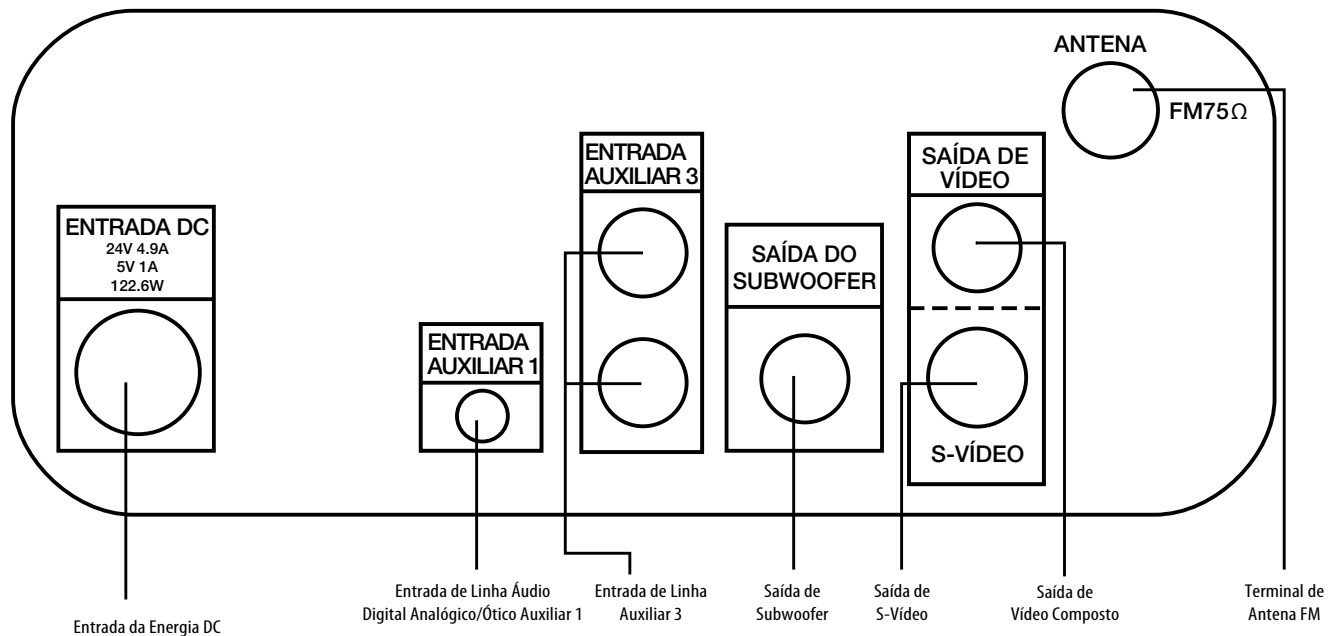 ANTENA
FM75Ω
ENTRADA
AUXILIAR 3
SAÍDA DE
VÍDEO
ENTRADA DC
24V 4.9A
5V 1A
122.6W
SAÍDA DO
SUBWOOFER
ENTRADA
AUXILIAR 1
S-VÍDEO
Entrada da Energia DC
Entrada de Linha Áudio
Digital Analógico/Ótico Auxiliar 1
Entrada de Linha
Auxiliar 3
Saída de
Subwoofer
Saída de
S-Vídeo
Saída de
Vídeo Composto
Terminal de
Antena FM